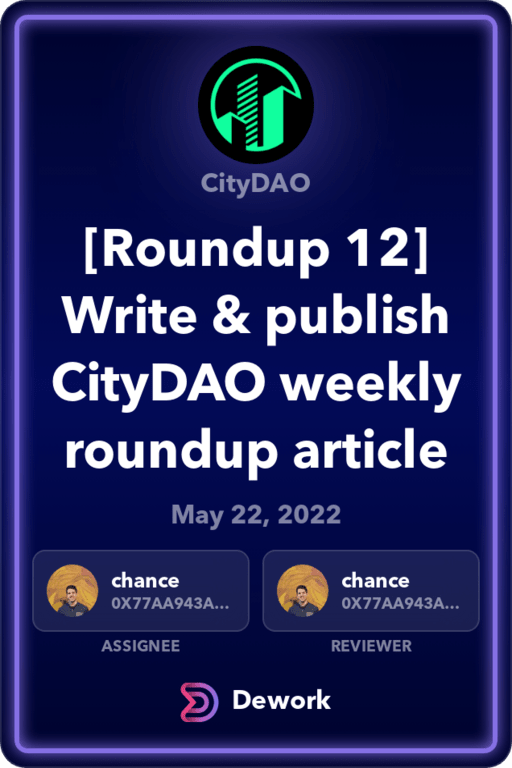 CityDAO
[Roundup 12]
Write & publish
CityDAO weekly
roundup article
May 22, 2022
chance
0X77AA943A...
ASSIGNEE
chance
0X77AA943A...
REVIEWER
Dework